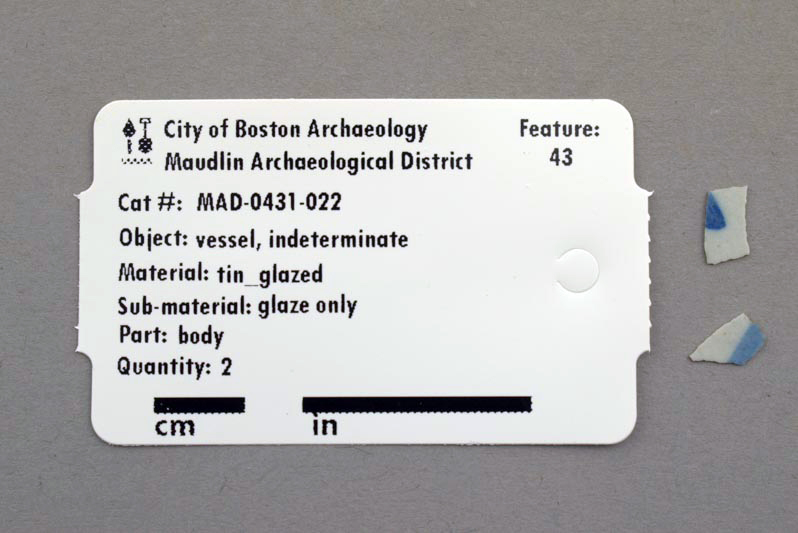 City of Boston Archaeology
Maudlin Archaeological District
Feature:
43
Cat #: MAD-0431-022
Object: vessel, indeterminate
Material: tin_glazed
Sub-material: glaze only
Part: body
Quantity: 2
cm in